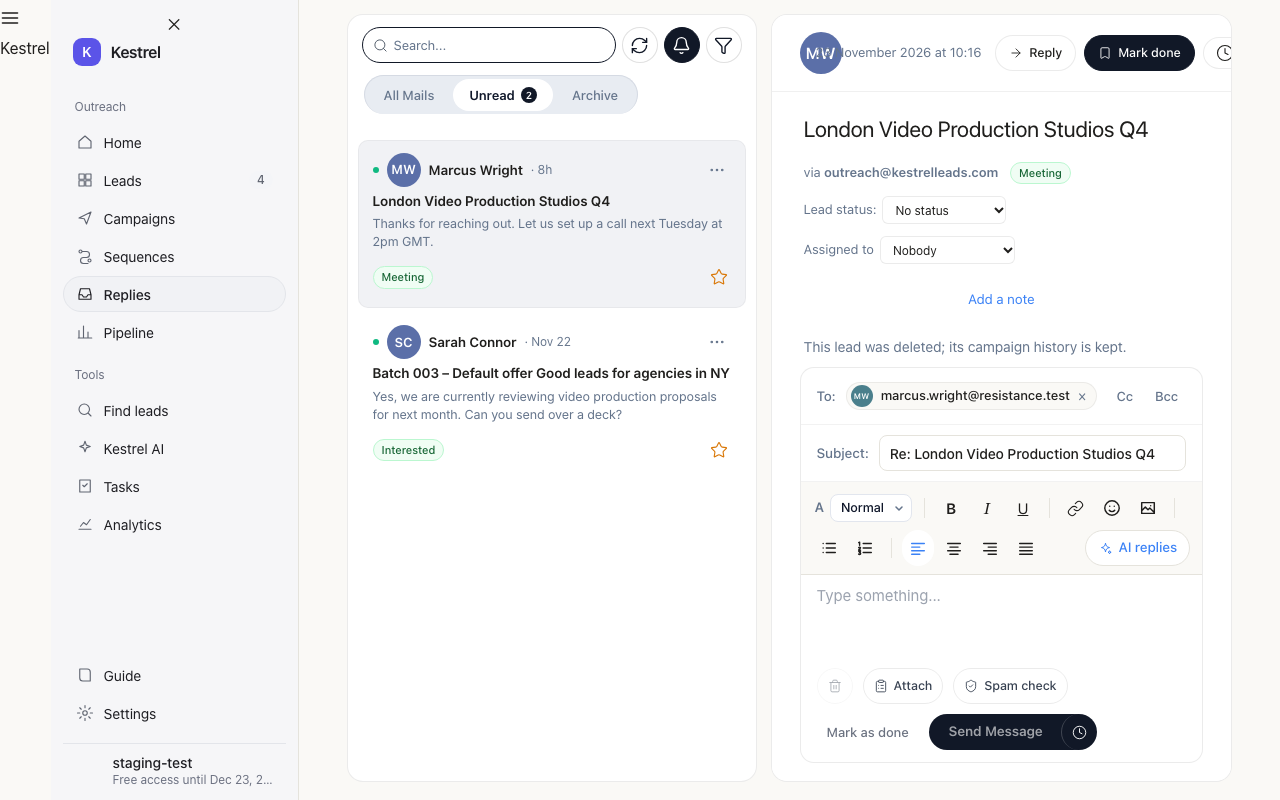 Kestrel
K Kestrel
Outreach
Home
Leads 4
Campaigns
Sequences
Replies
Pipeline
Tools
Find leads
Kestrel AI
Tasks
Analytics
Guide
Settings
staging-test
Free access until Dec 23, 2...
Search...
All Mails Unread 2 Archive
MW Marcus Wright · 8h
London Video Production Studios Q4
Thanks for reaching out. Let us set up a call next Tuesday at
2pm GMT.
Meeting
SC Sarah Connor · Nov 22
Batch 003 – Default offer Good leads for agencies in NY
Yes, we are currently reviewing video production proposals
for next month. Can you send over a deck?
Interested
MW November 2026 at 10:16 Reply Mark done
London Video Production Studios Q4
via outreach@kestrelleads.com Meeting
Lead status: No status
Assigned to Nobody
Add a note
This lead was deleted; its campaign history is kept.
To: MW marcus.wright@resistance.test × Cc Bcc
Subject: Re: London Video Production Studios Q4
A Normal B I U
AI replies
Type something...
Attach Spam check
Mark as done Send Message